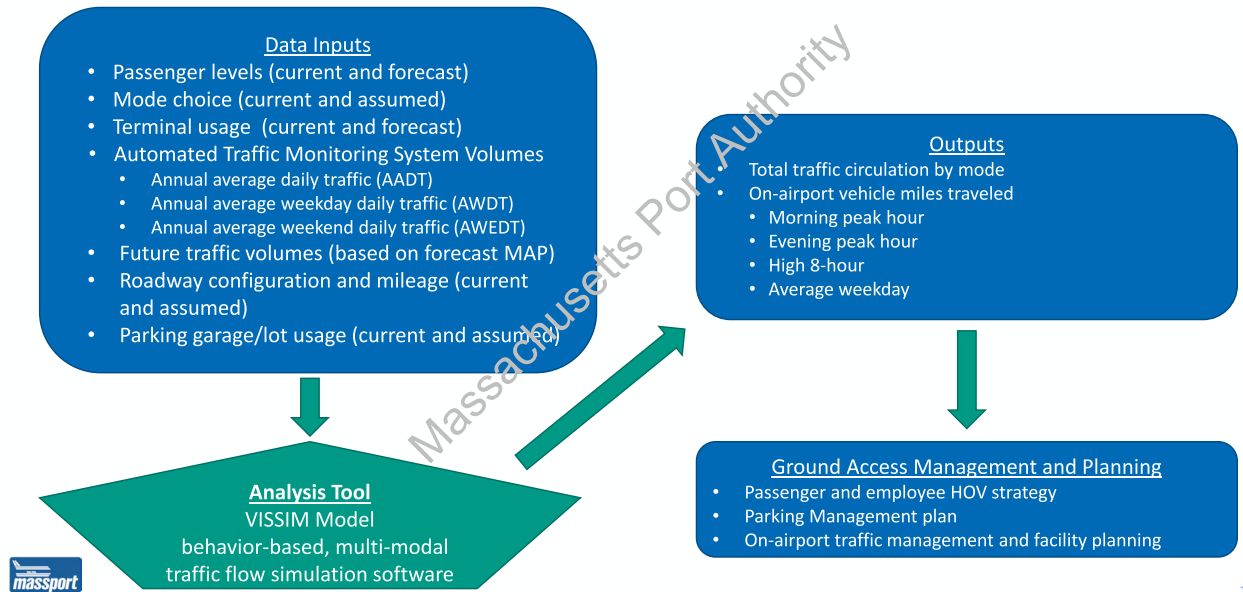 Data Inputs
• Passenger levels (current and forecast)
• Mode choice (current and assumed)
• Terminal usage (current and forecast)
• Automated Traffic Monitoring System Volumes
• Annual average daily traffic (AADT)
• Annual average weekday daily traffic (AWDT)
• Annual average weekend daily traffic (AWEDT)
• Future traffic volumes (based on forecast MAP)
• Roadway configuration and mileage (current
and assumed)
• Parking garage/lot usage (current and assumed)
Analysis Tool
VISSIM Model
behavior-based, multi-modal
traffic flow simulation software
Outputs
• Total traffic circulation by mode
• On-airport vehicle miles traveled
• Morning peak hour
• Evening peak hour
• High 8-hour
• Average weekday
Ground Access Management and Planning
• Passenger and employee HOV strategy
• Parking Management plan
• On-airport traffic management and facility planning
Massachusetts Port Authority
massport